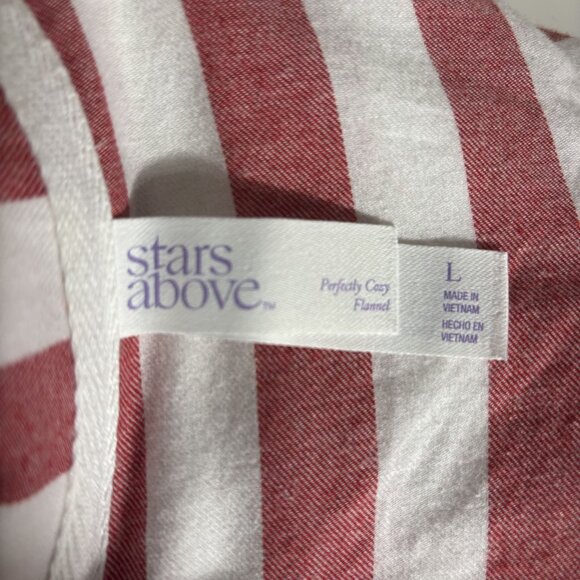 stars
above™
Perfectly Cozy
Flannel
L
MADE IN
VIETNAM
HECHO EN
VIETNAM